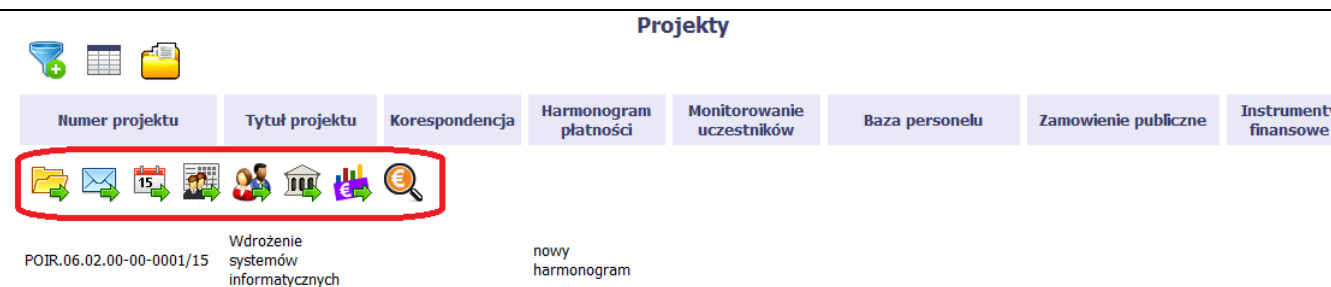 Projekty
Numer projektu
Tytuł projektu
Korespondencja
Harmonogram
płatności
Monitorowanie
uczestników
Baza personelu
Zamowienie publiczne
Instrumenty
finansowe
15
POIR.06.02.00-00-0001/15
Wdrożenie
systemów
informatycznych
nowy
harmonogram